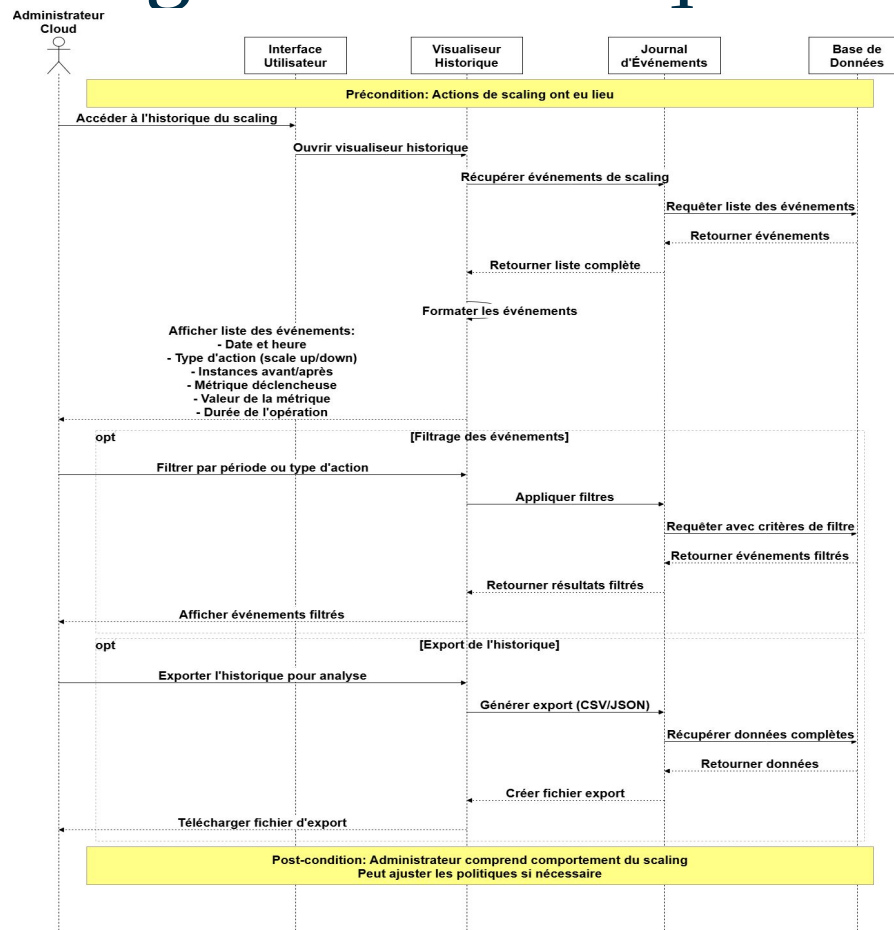 Administrateur
Cloud
Interface
Utilisateur
Visualiseur
Historique
Journal
d'Événements
Base de
Données
Précondition: Actions de scaling ont eu lieu
Accéder à l'historique du scaling
Ouvrir visualiseur historique
Récupérer événements de scaling
Requêter liste des événements
Retourner événements
Retourner liste complète
Formater les événements
Afficher liste des événements:
- Date et heure
- Type d'action (scale up/down)
- Instances avant/après
- Métrique déclencheuse
- Valeur de la métrique
- Durée de l'opération
opt [Filtrage des événements]
Filtrer par période ou type d'action
Appliquer filtres
Requêter avec critères de filtre
Retourner événements filtrés
Retourner résultats filtrés
Afficher événements filtrés
opt [Export de l'historique]
Exporter l'historique pour analyse
Générer export (CSV/JSON)
Récupérer données complètes
Retourner données
Créer fichier export
Télécharger fichier d'export
Post-condition: Administrateur comprend comportement du scaling
Peut ajuster les politiques si nécessaire